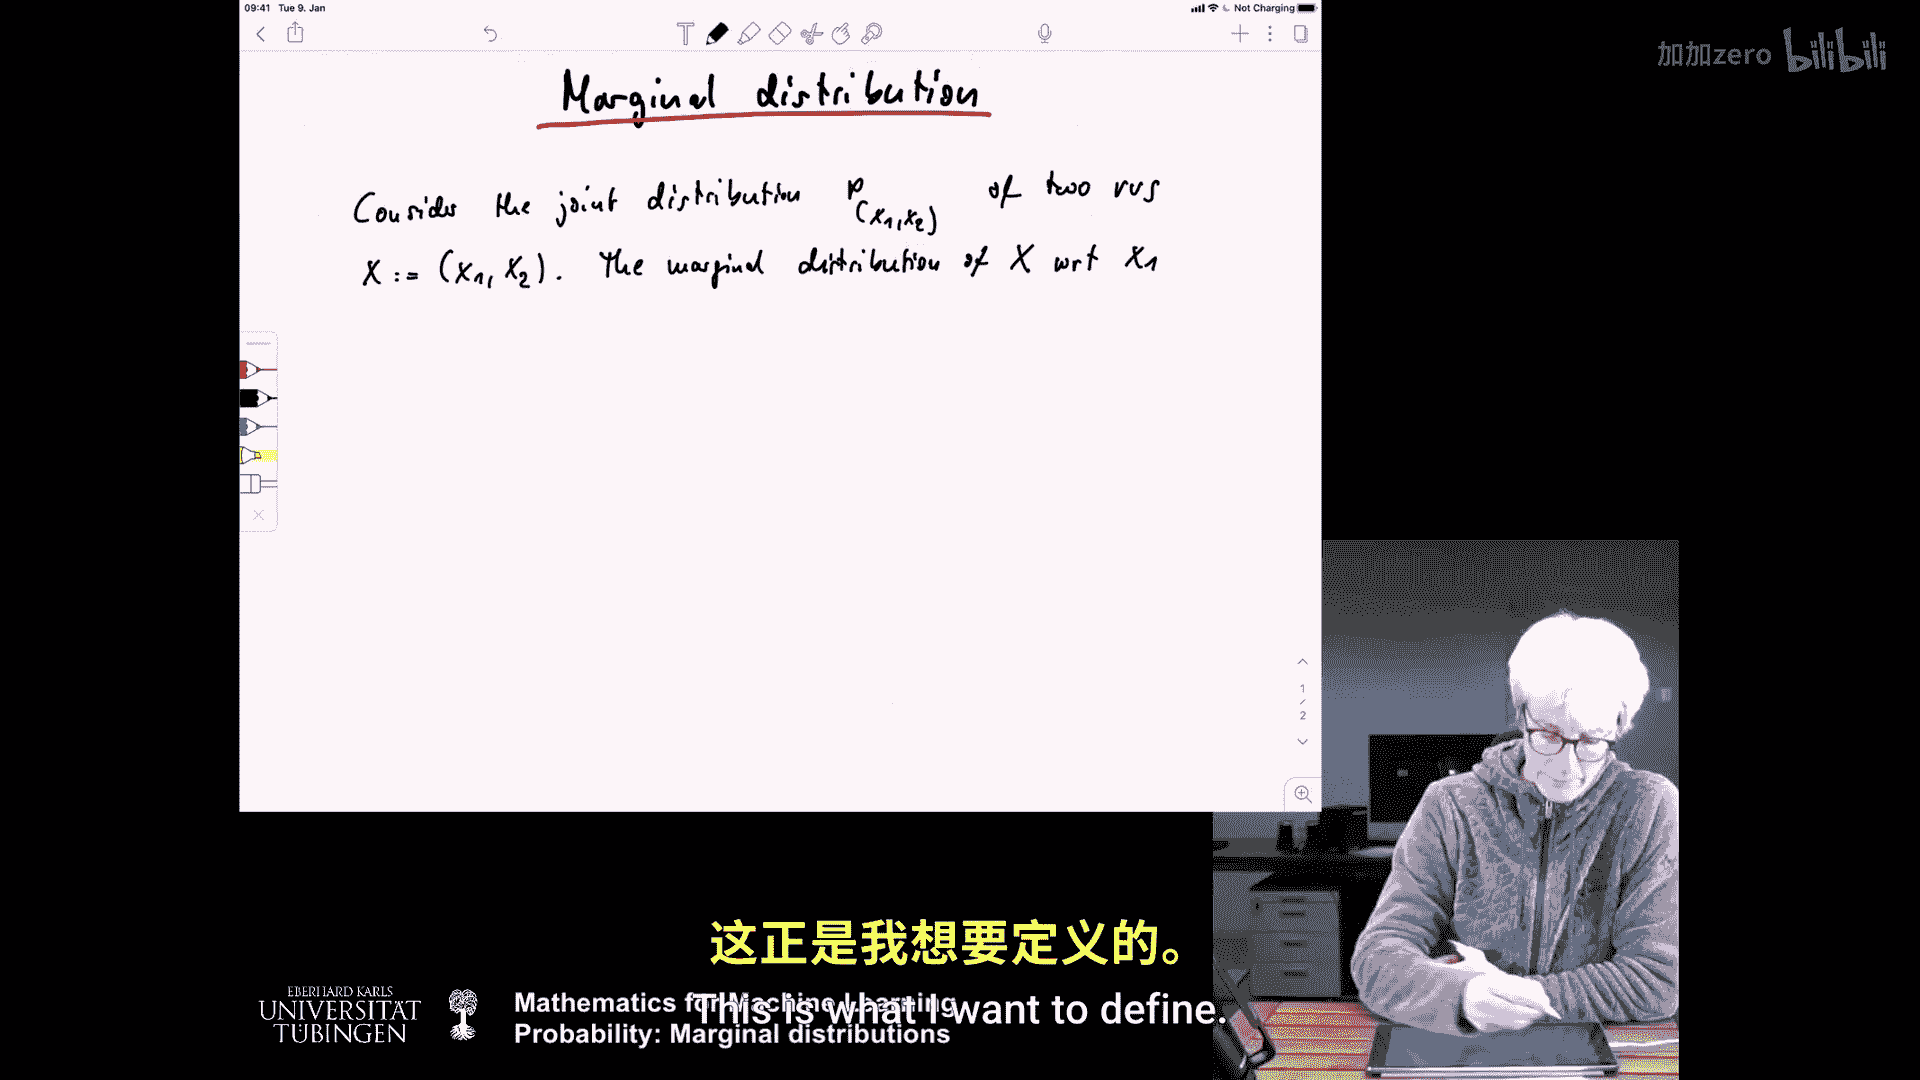 09:41 Tue 9. Jan
Not Charging
加加zero bilibili
Marginal distribution
Consider the joint distribution P(X1,X2) of two rvs
X := (X1, X2). The marginal distribution of X wrt X1
1
/
2
这正是我想要定义的。
This is what I want to define.
EBERHARD KARLS
UNIVERSITÄT
TÜBINGEN
Mathematics for Machine Learning
Probability: Marginal distributions